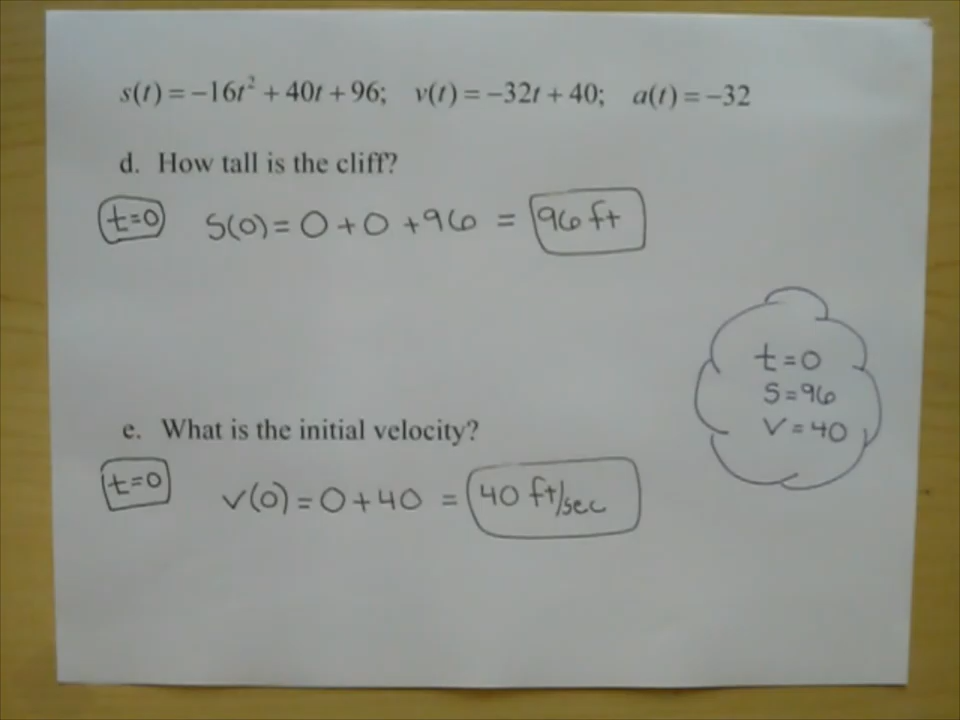 s(t) = −16t² + 40t + 96; v(t) = −32t + 40; a(t) = −32
d. How tall is the cliff?
t=0 S(0) = 0 + 0 + 96 = 96 ft
t=0
S=96
V=40
e. What is the initial velocity?
t=0 V(0) = 0 + 40 = 40 ft/sec